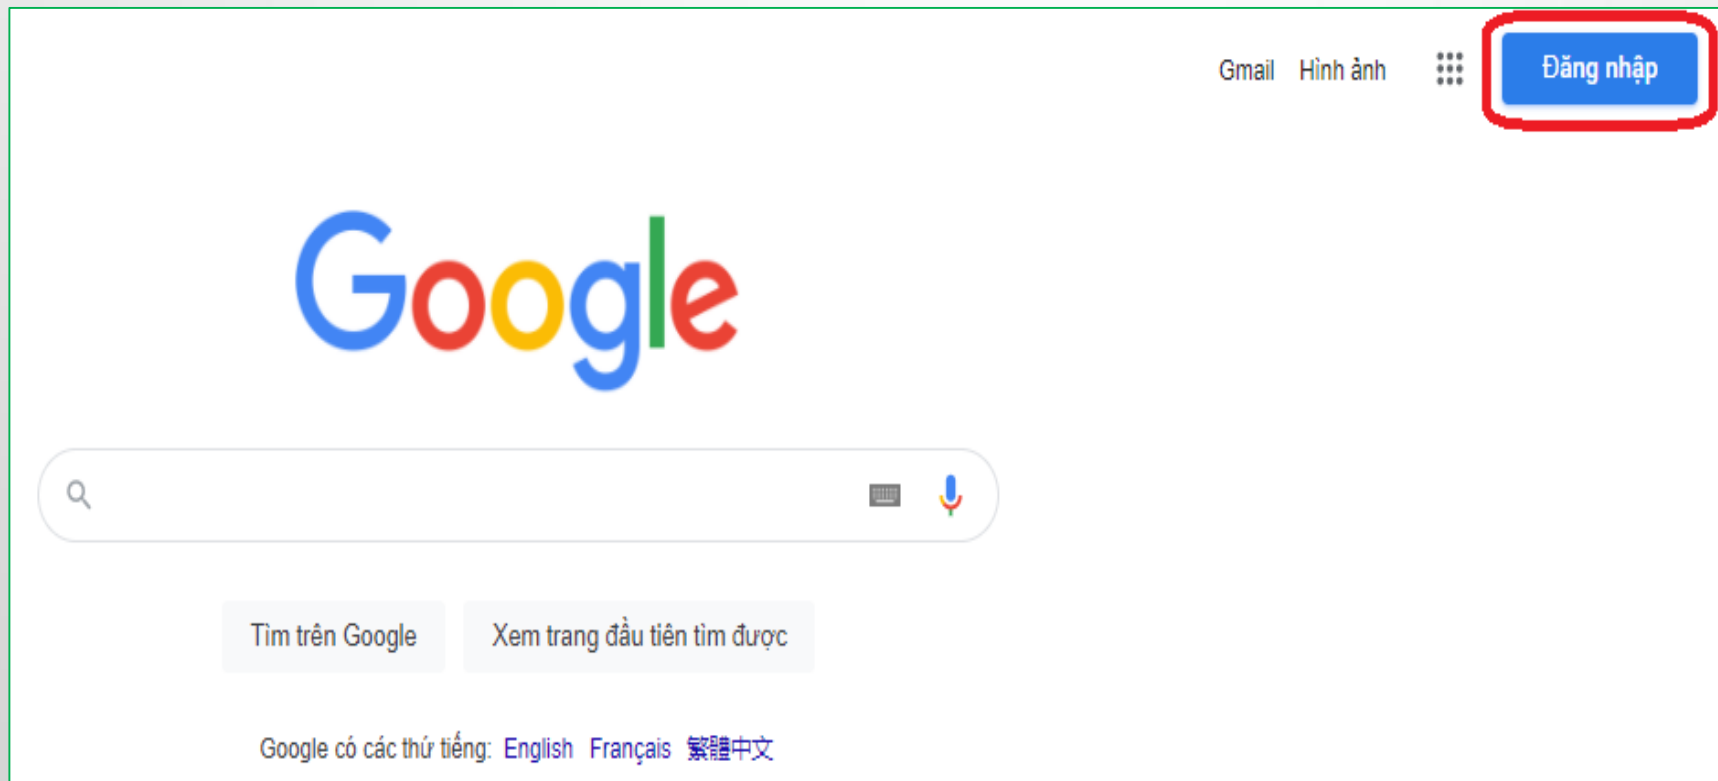 Gmail Hình ảnh Đăng nhập
Google
Tìm trên Google Xem trang đầu tiên tìm được
Google có các thứ tiếng: English Français 繁體中文